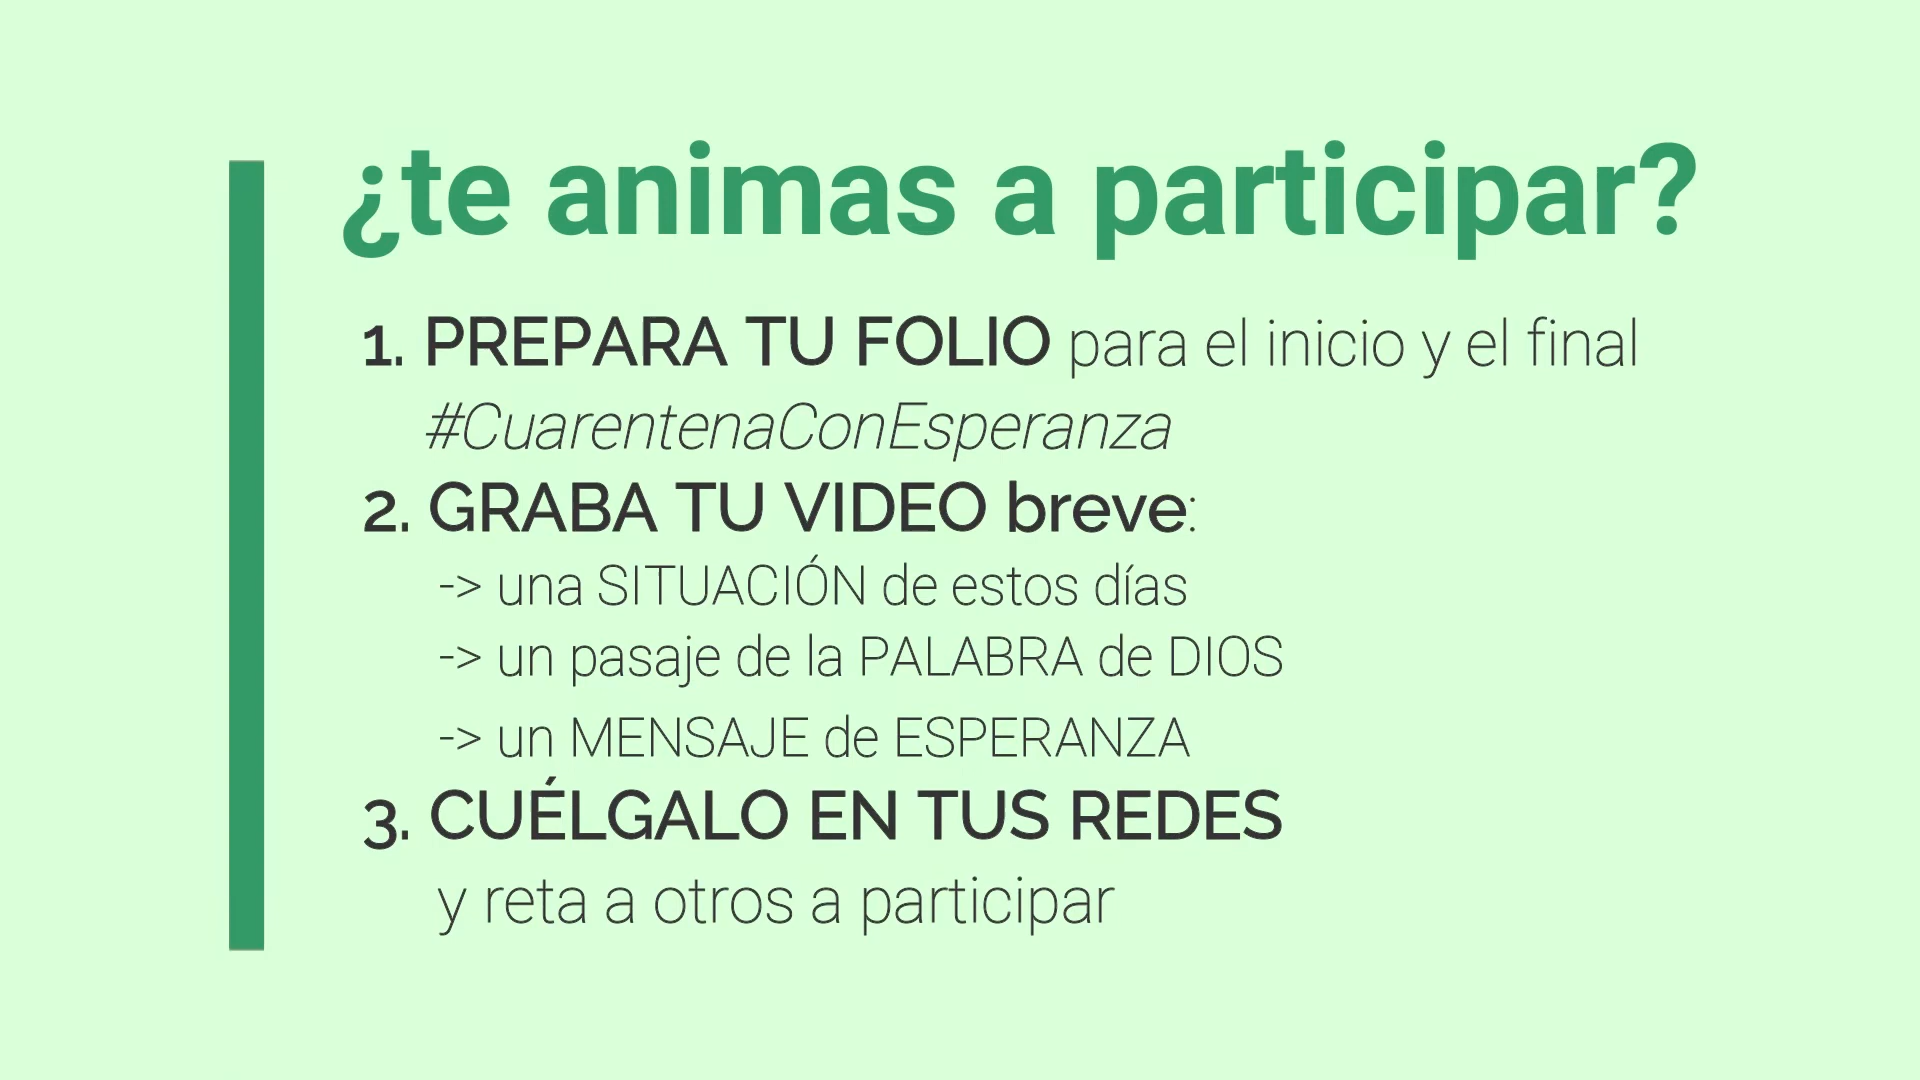 ¿te animas a participar?
1. PREPARA TU FOLIO para el inicio y el final
#CuarentenaConEsperanza
2. GRABA TU VIDEO breve:
-> una SITUACIÓN de estos días
-> un pasaje de la PALABRA de DIOS
-> un MENSAJE de ESPERANZA
3. CUÉLGALO EN TUS REDES
y reta a otros a participar